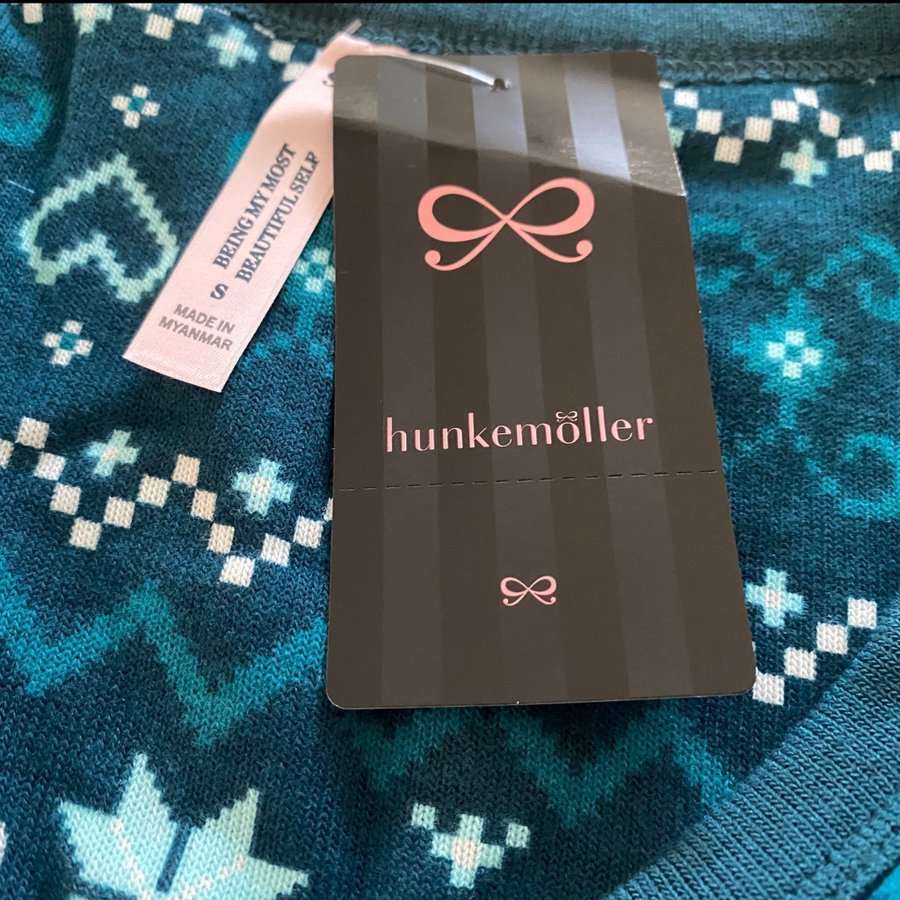 S
BEING MY MOST
BEAUTIFUL SELF
S
MADE IN
MYANMAR
hunkemöller